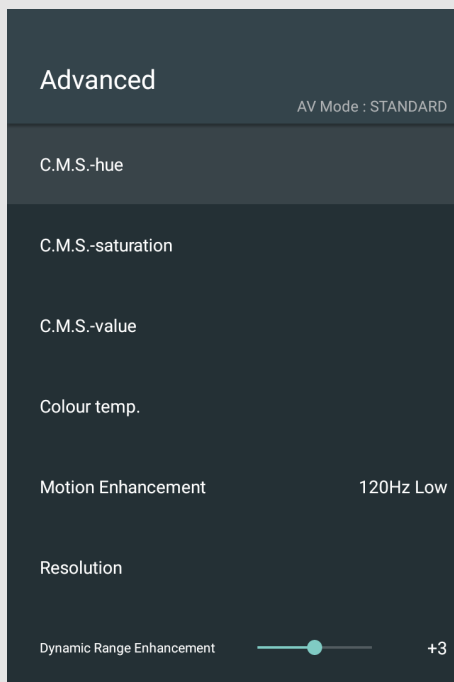 Advanced
AV Mode : STANDARD
C.M.S.-hue
C.M.S.-saturation
C.M.S.-value
Colour temp.
Motion Enhancement 120Hz Low
Resolution
Dynamic Range Enhancement +3